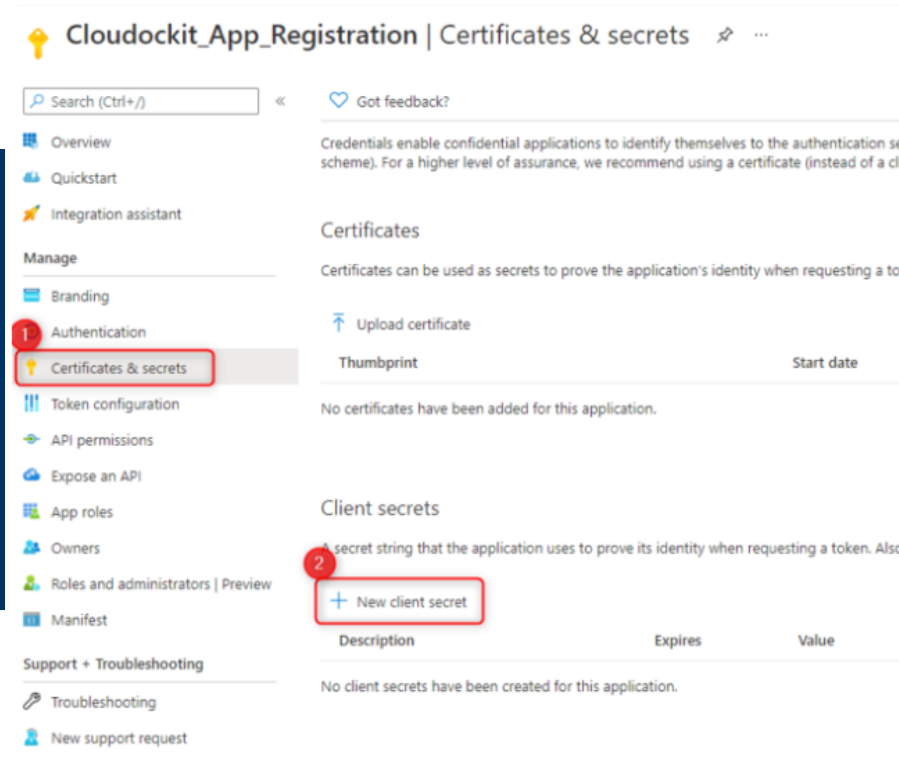 Cloudockit_App_Registration | Certificates & secrets
Search (Ctrl+/)
«
Overview
Quickstart
Integration assistant
Manage
Branding
1
Authentication
Certificates & secrets
Token configuration
API permissions
Expose an API
App roles
Owners
Roles and administrators | Preview
Manifest
Support + Troubleshooting
Troubleshooting
New support request
Got feedback?
Credentials enable confidential applications to identify themselves to the authentication se
scheme). For a higher level of assurance, we recommend using a certificate (instead of a cl
Certificates
Certificates can be used as secrets to prove the application's identity when requesting a to
Upload certificate
Thumbprint Start date
No certificates have been added for this application.
Client secrets
A secret string that the application uses to prove its identity when requesting a token. Also
2
New client secret
Description Expires Value
No client secrets have been created for this application.